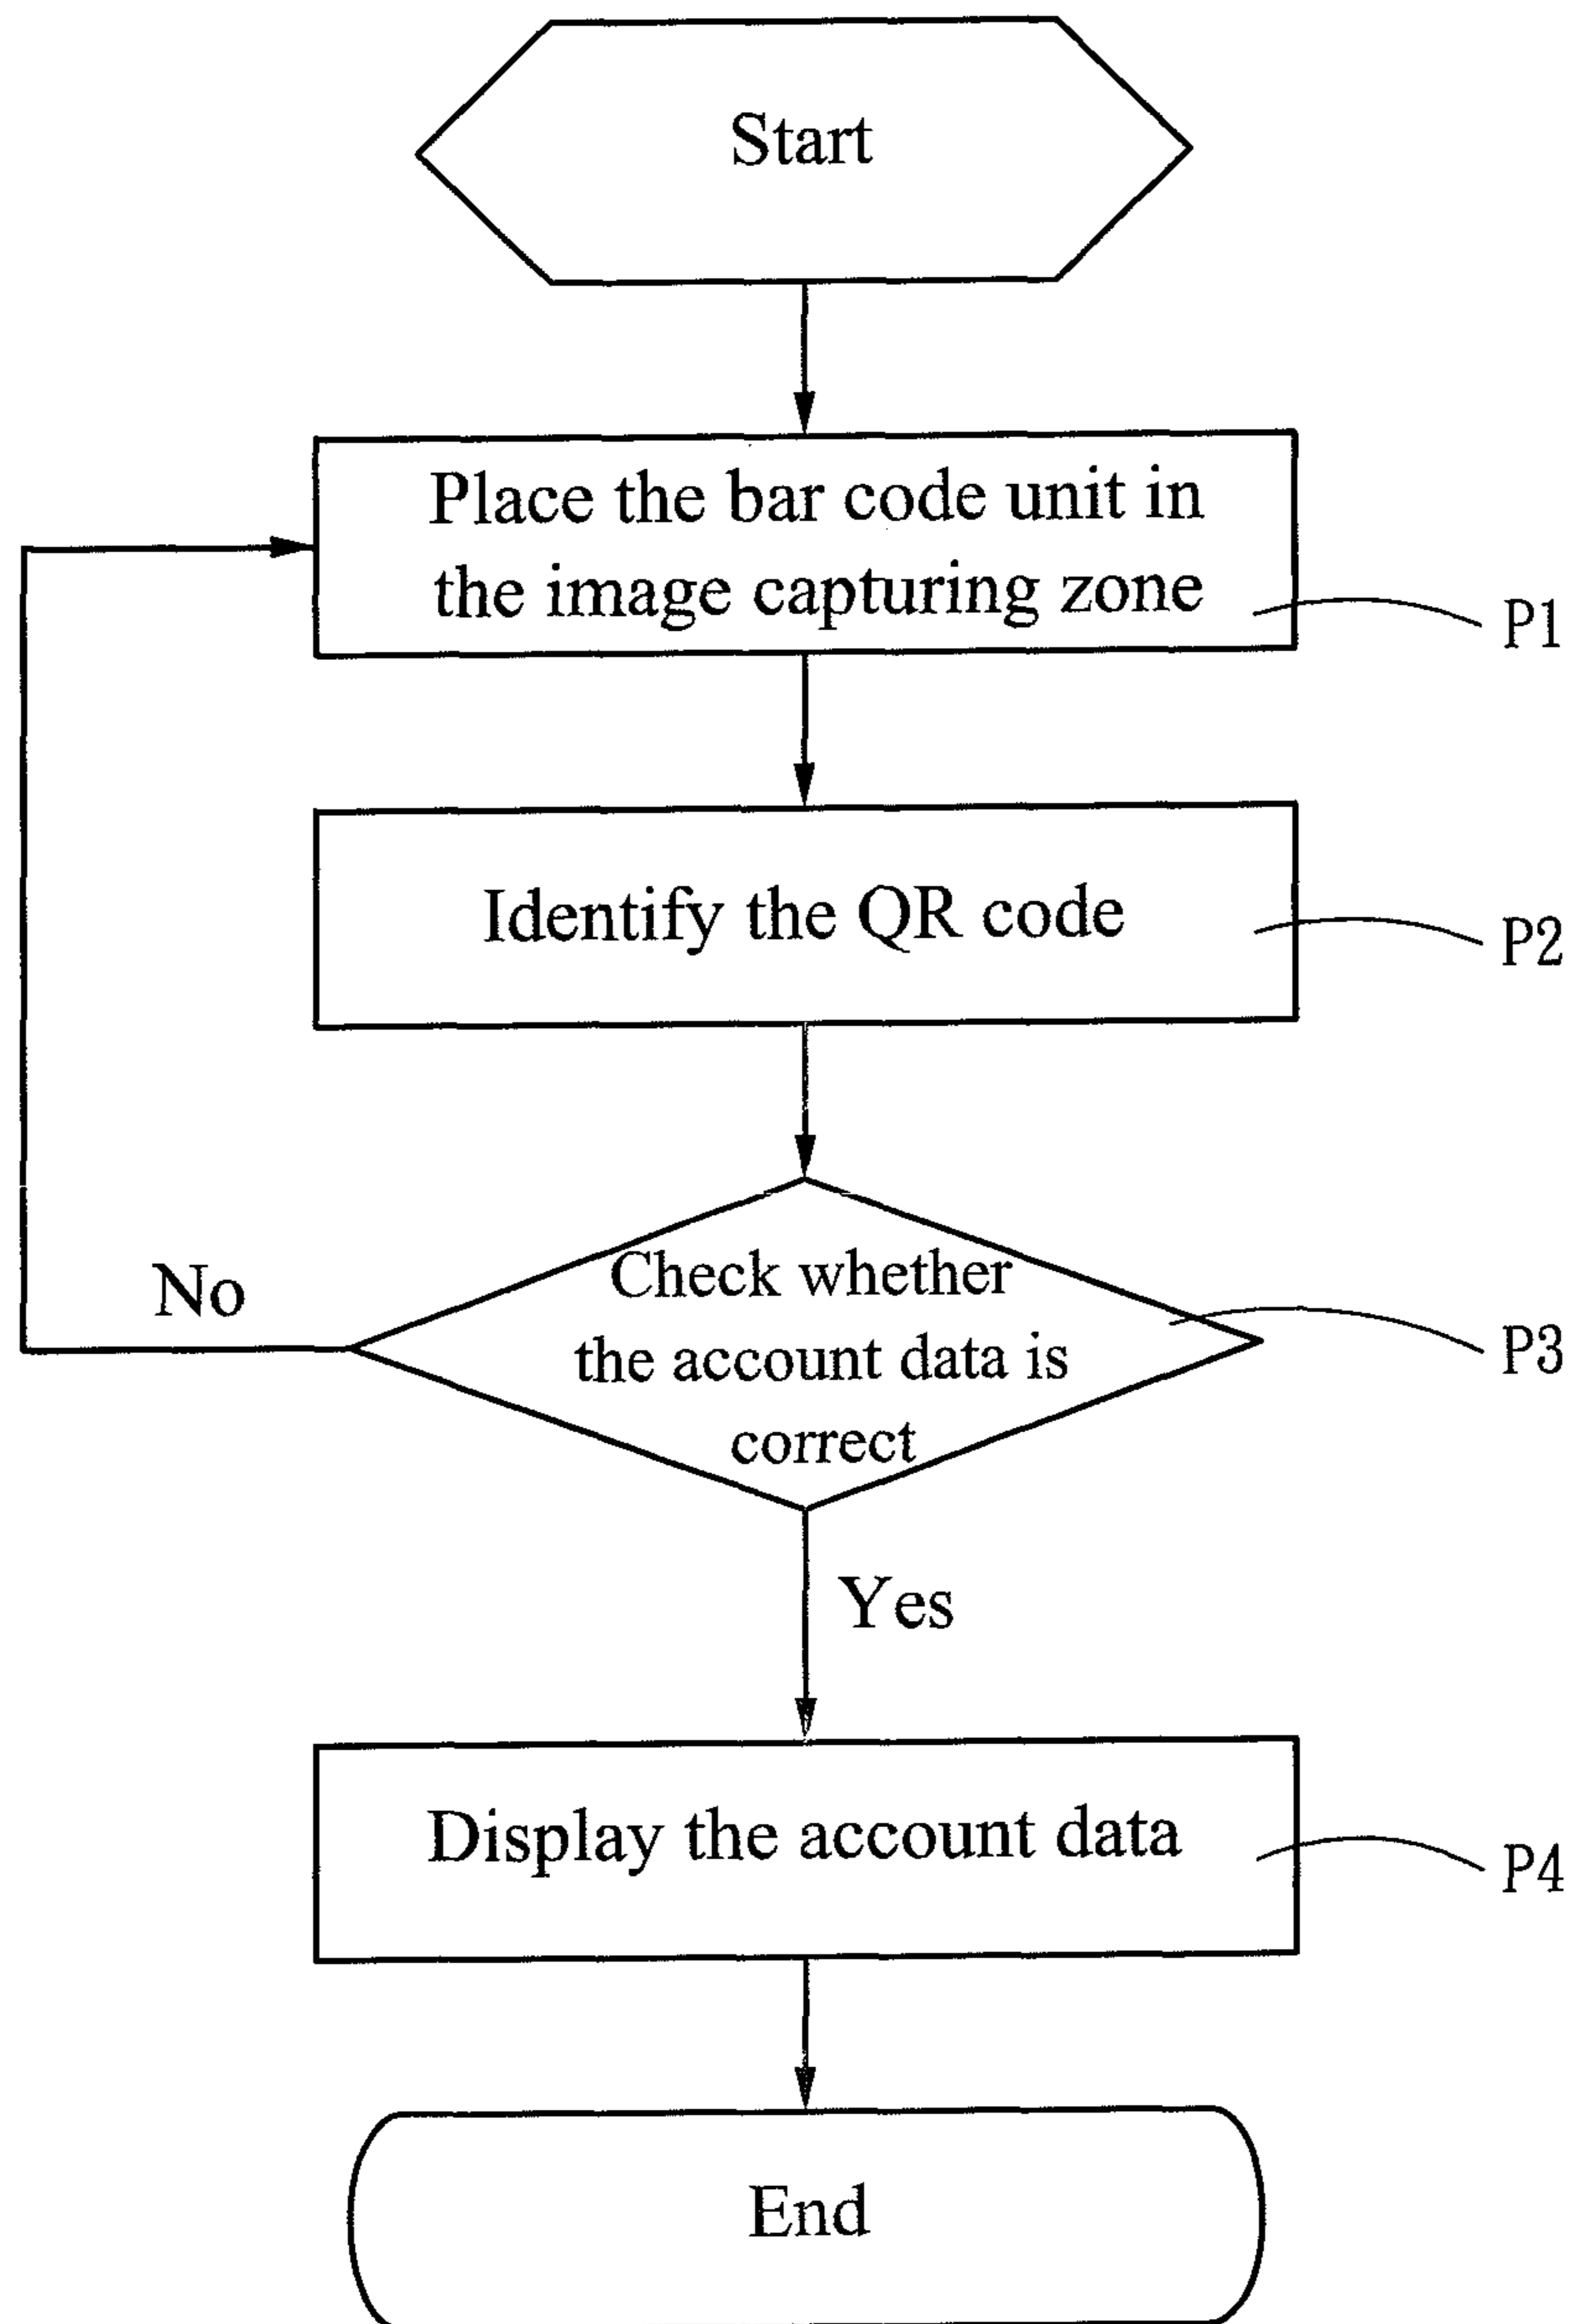 Start
Place the bar code unit in
the image capturing zone
P1
Identify the QR code
P2
Check whether
the account data is
correct
P3
No
Yes
Display the account data
P4
End